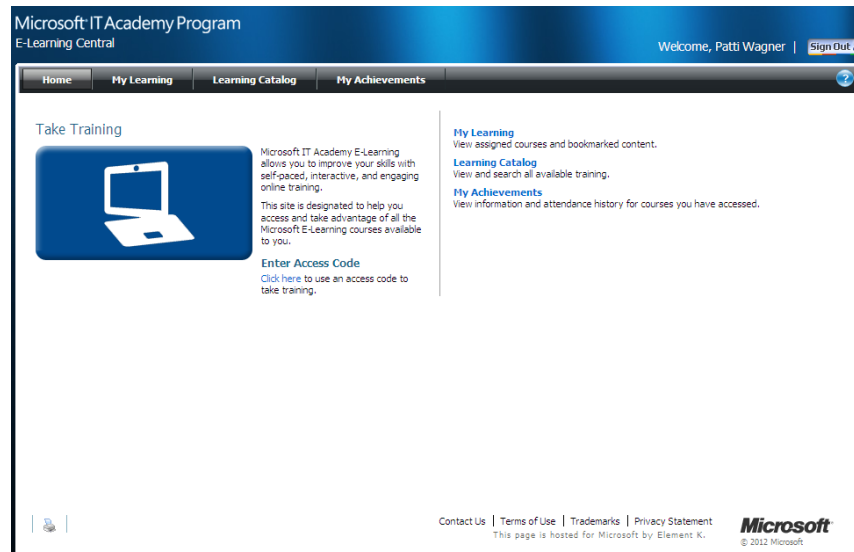 Microsoft® IT Academy Program
E-Learning Central
Welcome, Patti Wagner | Sign Out
Home My Learning Learning Catalog My Achievements ?
Take Training
Microsoft IT Academy E-Learning
allows you to improve your skills with
self-paced, interactive, and engaging
online training.
This site is designated to help you
access and take advantage of all the
Microsoft E-Learning courses available
to you.
Enter Access Code
Click here to use an access code to
take training.
My Learning
View assigned courses and bookmarked content.
Learning Catalog
View and search all available training.
My Achievements
View information and attendance history for courses you have accessed.
Contact Us | Terms of Use | Trademarks | Privacy Statement
This page is hosted for Microsoft by Element K.
Microsoft®
© 2012 Microsoft